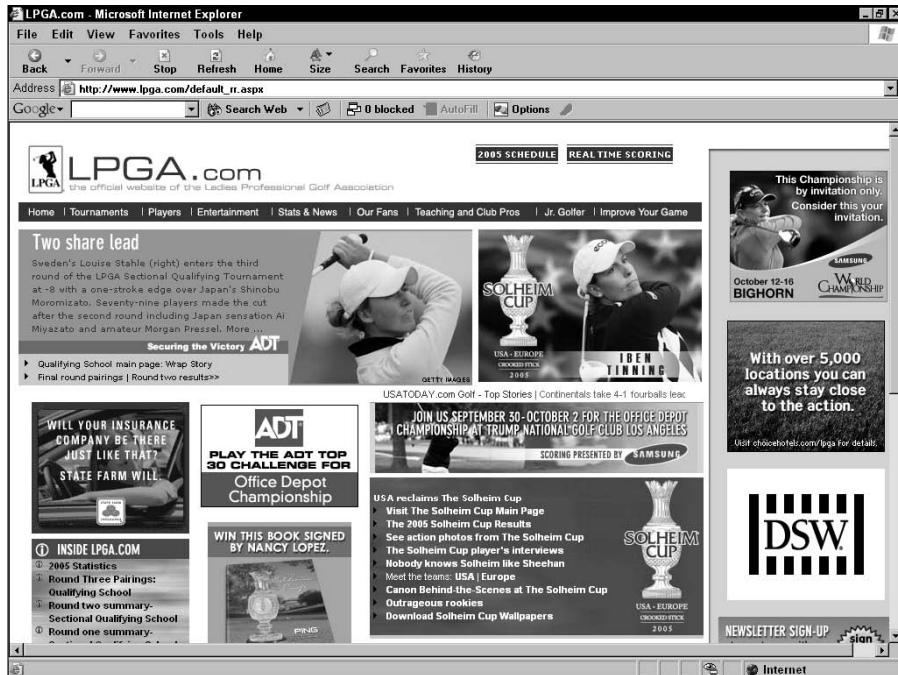 LPGA.com - Microsoft Internet Explorer
File Edit View Favorites Tools Help
Back Forward Stop Refresh Home Size Search Favorites History
Address http://www.lpga.com/default_rr.aspx
Google Search Web 0 blocked AutoFill Options
2005 SCHEDULE REAL TIME SCORING
LPGA
LPGA.com
the official website of the Ladies Professional Golf Association
Home | Tournaments | Players | Entertainment | Stats & News | Our Fans | Teaching and Club Pros | Jr. Golfer | Improve Your Game
Two share lead
Sweden's Louise Stahle (right) enters the third
round of the LPGA Sectional Qualifying Tournament
at -8 with a one-stroke edge over Japan's Shinobu
Moromizato. Seventy-nine players made the cut
after the second round including Japan sensation Ai
Miyazato and amateur Morgan Pressel. More ...
Securing the Victory ADT
Qualifying School main page: Wrap Story
Final round pairings | Round two results>>
GETTY IMAGES
SOLHEIM
CUP
USA - EUROPE
CROOKED STICK
2005
IBEN
TINNING
USATODAY.com Golf - Top Stories | Continentals take 4-1 fourballs lead
WILL YOUR INSURANCE
COMPANY BE THERE
JUST LIKE THAT?
STATE FARM WILL.
ADT
PLAY THE ADT TOP
30 CHALLENGE FOR
Office Depot
Championship
JOIN US SEPTEMBER 30-OCTOBER 2 FOR THE OFFICE DEPOT
CHAMPIONSHIP AT TRUMP NATIONAL GOLF CLUB LOS ANGELES
SCORING PRESENTED BY SAMSUNG
INSIDE LPGA.COM
2005 Statistics
Round Three Pairings:
Qualifying School
Round two summary-
Sectional Qualifying School
Round one summary-
Sectional Qualifying School
WIN THIS BOOK SIGNED
BY NANCY LOPEZ.
PING
USA reclaims The Solheim Cup
Visit The Solheim Cup Main Page
The 2005 Solheim Cup Results
See action photos from The Solheim Cup
The Solheim Cup player's interviews
Nobody knows Solheim like Sheehan
Meet the teams: USA | Europe
Canon Behind-the-Scenes at The Solheim Cup
Outrageous rookies
Download Solheim Cup Wallpapers
SOLHEIM
CUP
USA - EUROPE
CROOKED STICK
2005
This Championship is
by invitation only.
Consider this your
invitation.
SAMSUNG
October 12-16
BIGHORN
WORLD
CHAMPIONSHIP
With over 5,000
locations you can
always stay close
to the action.
Visit choicehotels.com/lpga for details.
DSW
NEWSLETTER SIGN-UP
sign
Internet